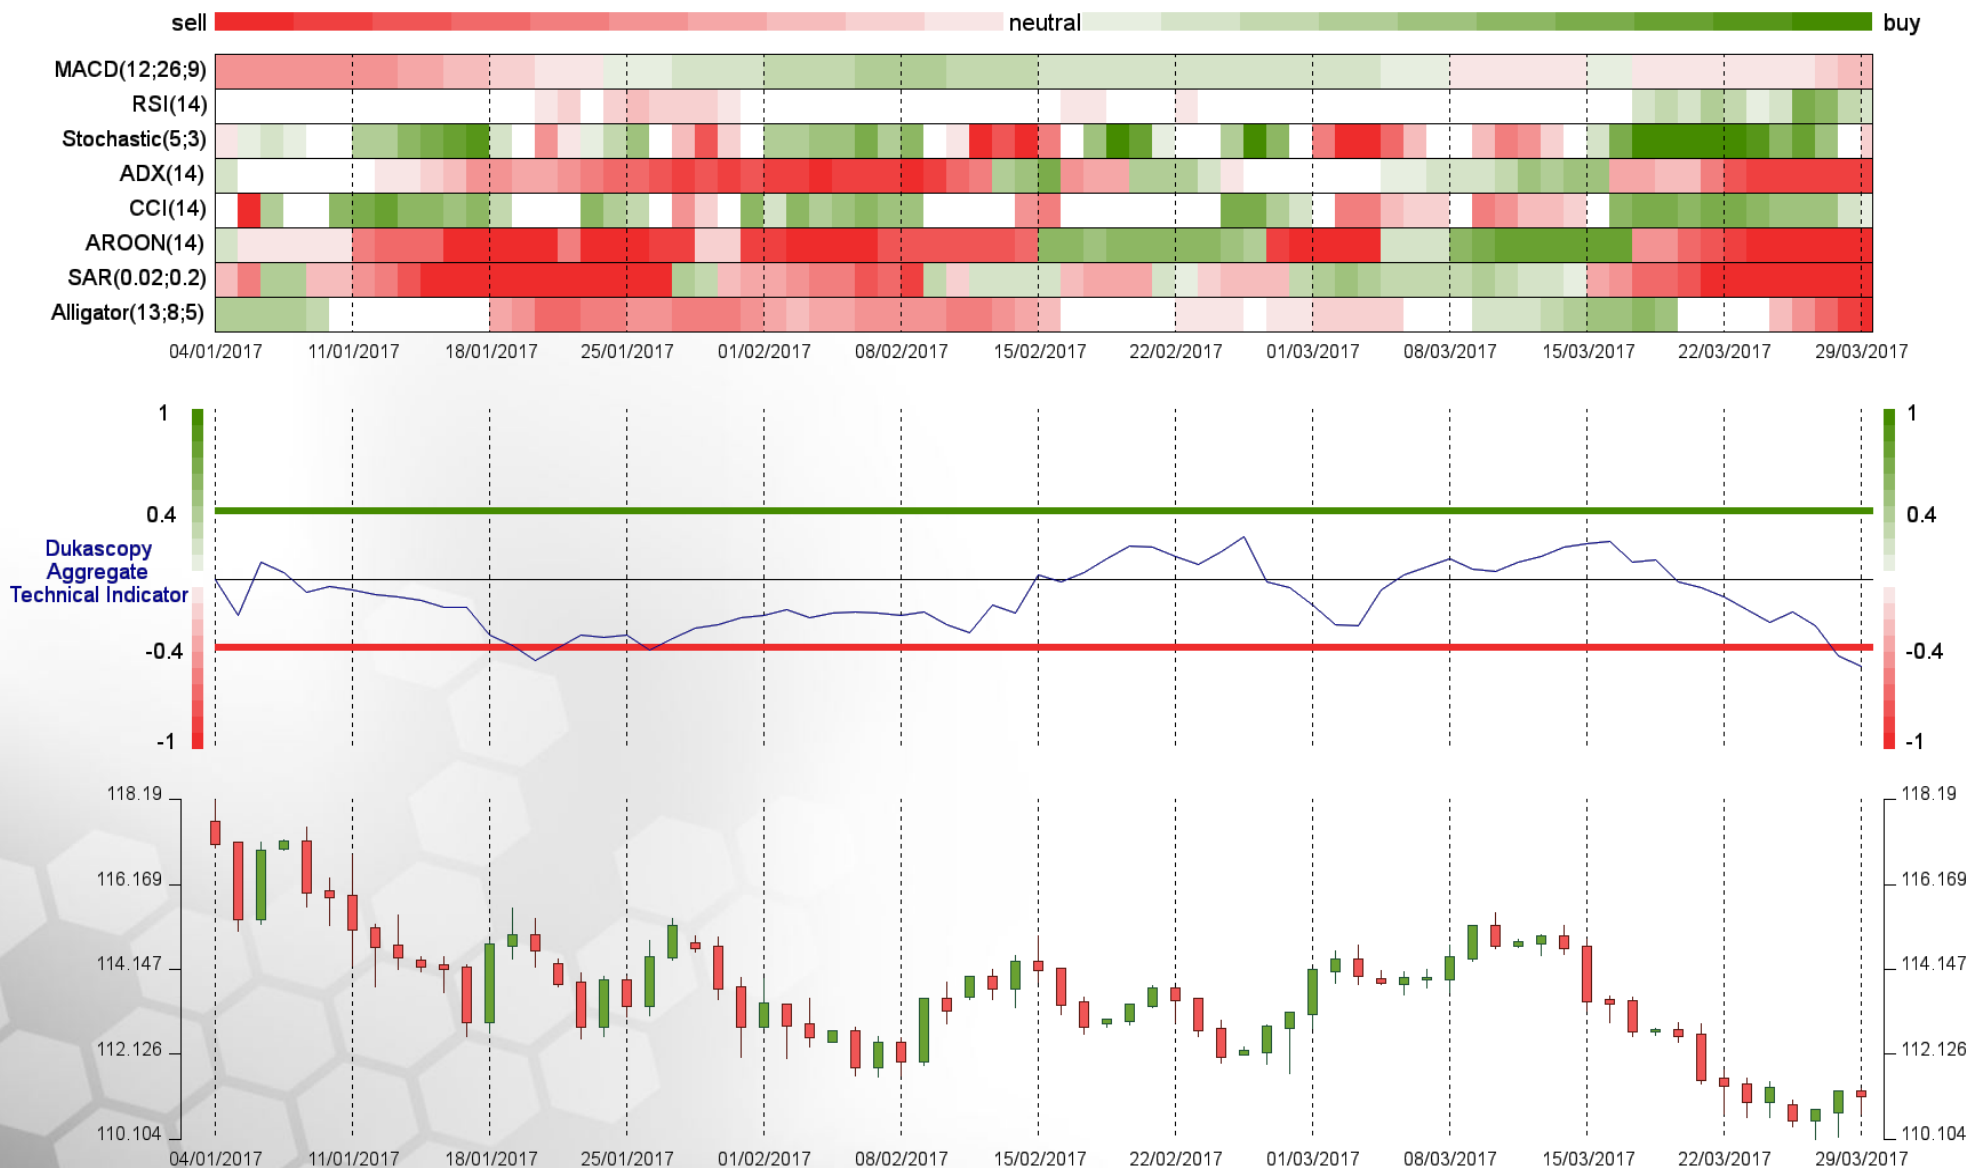 sell neutral buy
MACD(12;26;9)
RSI(14)
Stochastic(5;3)
ADX(14)
CCI(14)
AROON(14)
SAR(0.02;0.2)
Alligator(13;8;5)
04/01/2017 11/01/2017 18/01/2017 25/01/2017 01/02/2017 08/02/2017 15/02/2017 22/02/2017 01/03/2017 08/03/2017 15/03/2017 22/03/2017 29/03/2017
1 1
0.4 0.4
Dukascopy
Aggregate
Technical Indicator
-0.4 -0.4
-1 -1
118.19 118.19
116.169 116.169
114.147 114.147
112.126 112.126
110.104 110.104
04/01/2017 11/01/2017 18/01/2017 25/01/2017 01/02/2017 08/02/2017 15/02/2017 22/02/2017 01/03/2017 08/03/2017 15/03/2017 22/03/2017 29/03/2017